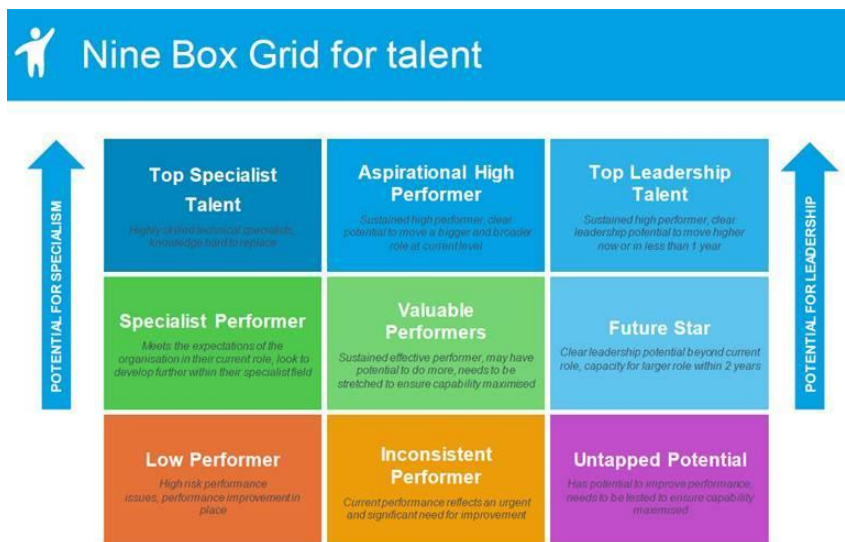 Nine Box Grid for talent
POTENTIAL FOR SPECIALISM
Top Specialist
Talent
Highly skilled technical specialists,
knowledge hard to replace
Aspirational High
Performer
Sustained high performer, clear
potential to move a bigger and broader
role at current level
Top Leadership
Talent
Sustained high performer, clear
leadership potential to move higher
now or in less than 1 year
POTENTIAL FOR LEADERSHIP
Specialist Performer
Meets the expectations of the
organisation in their current role, look to
develop further within their specialist field
Valuable
Performers
Sustained effective performer, may have
potential to do more, needs to be
stretched to ensure capability maximised
Future Star
Clear leadership potential beyond current
role, capacity for larger role within 2 years
Low Performer
High risk performance
issues, performance improvement in
place
Inconsistent
Performer
Current performance reflects an urgent
and significant need for improvement
Untapped Potential
Has potential to improve performance,
needs to be tested to ensure capability
maximised